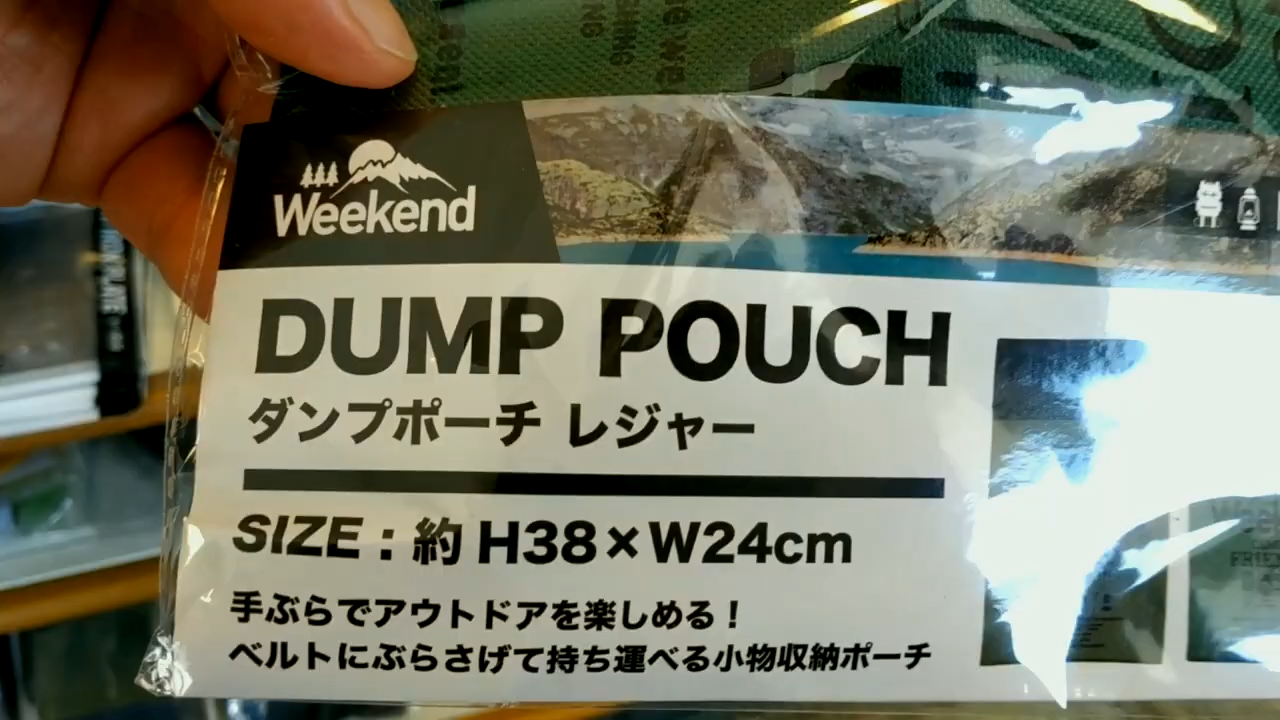 Weekend
DUMP POUCH
ダンプポーチ レジャー
SIZE : 約 H38×W24cm
手ぶらでアウトドアを楽しめる！
ベルトにぶらさげて持ち運べる小物収納ポーチ